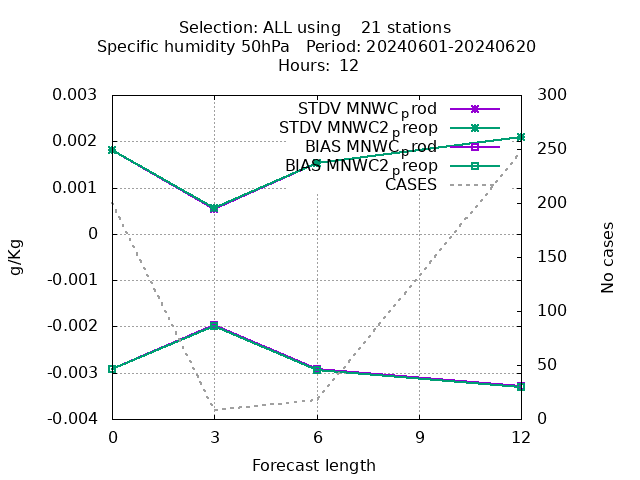 Selection: ALL using    21 stations
Specific humidity 50hPa   Period: 20240601-20240620
Hours:  12
g/Kg
No cases
0.003
0.002
0.001
0
-0.001
-0.002
-0.003
-0.004
300
250
200
150
100
50
0
STDV MNWC_prod
STDV MNWC2_preop
BIAS MNWC_prod
BIAS MNWC2_preop
CASES
0 3 6 9 12
Forecast length